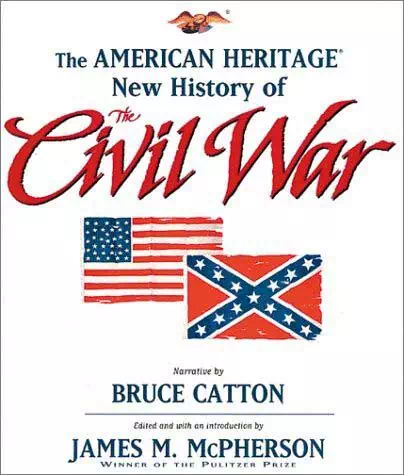 The AMERICAN HERITAGE®
New History of
The
Civil War
Narrative by
BRUCE CATTON
Edited and with an introduction by
JAMES M. McPHERSON
WINNER OF THE PULITZER PRIZE